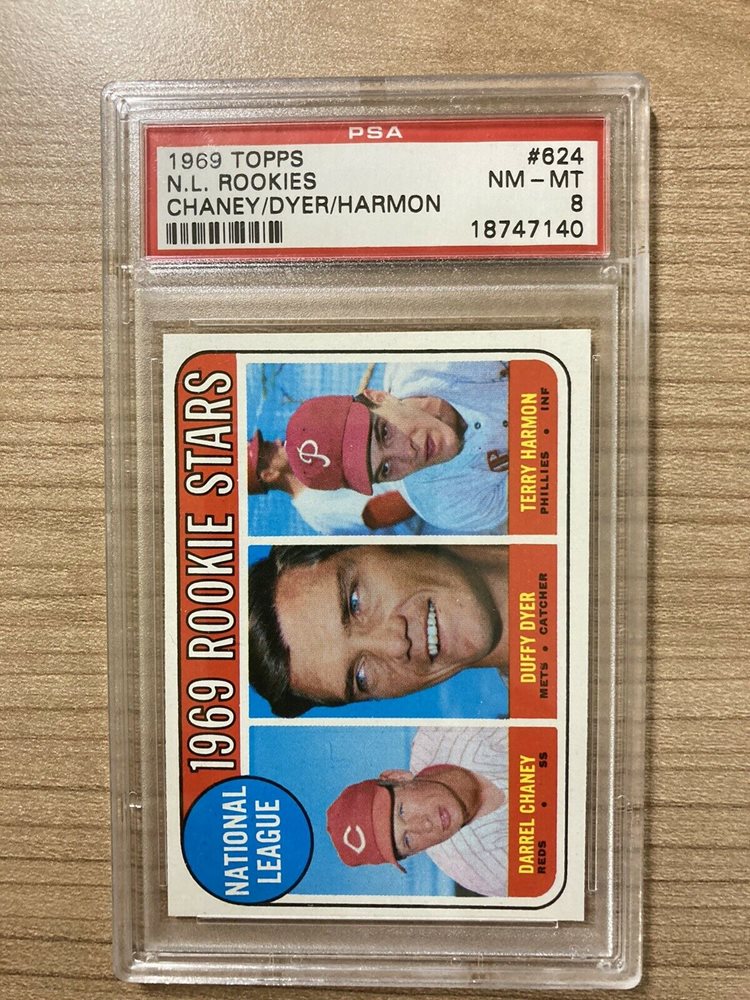 PSA
1969 TOPPS #624
N.L. ROOKIES NM-MT
CHANEY/DYER/HARMON 8
18747140
1969 ROOKIE STARS
NATIONAL
LEAGUE
DARREL CHANEY
REDS • SS
DUFFY DYER
METS • CATCHER
TERRY HARMON
PHILLIES • INF
C
P
P